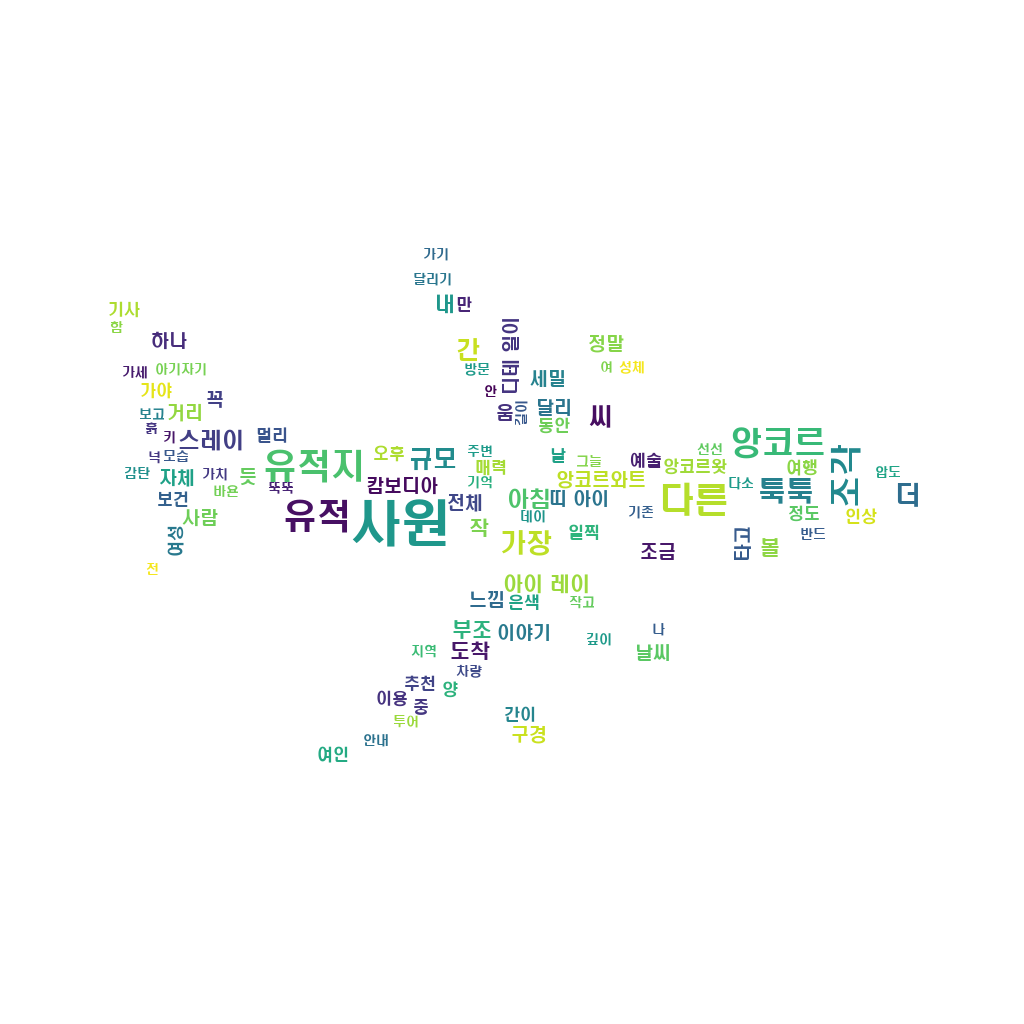 가기
달리기
내
만
기사
함
하나
간
디테 일이
정말
방문
여
성체
가세
아기자기
안
세밀
가야
꼭
보고
거리
움
길이
달리
동안
씨
흙
키
스레이
멀리
앙코르
넉
모습
유적지
오후
규모
주변
매력
날
그늘
예술
앙코르왓
선선
여행
조각
감탄
자체
가치
듯
뚝뚝
캄보디아
기억
앙코르와트
다소
툭툭
압도
더
보건
바욘
사람
유적
사원
전체
작
아침
띠 아이
데이
일찍
기존
다른
정도
인상
여성
전
가장
조금
타고
볼
반드
아이 레이
느낌
은색
작고
부조
이야기
깊이
나
날씨
지역
도착
차량
추천
양
이용
중
투어
간이
구경
안내
여인